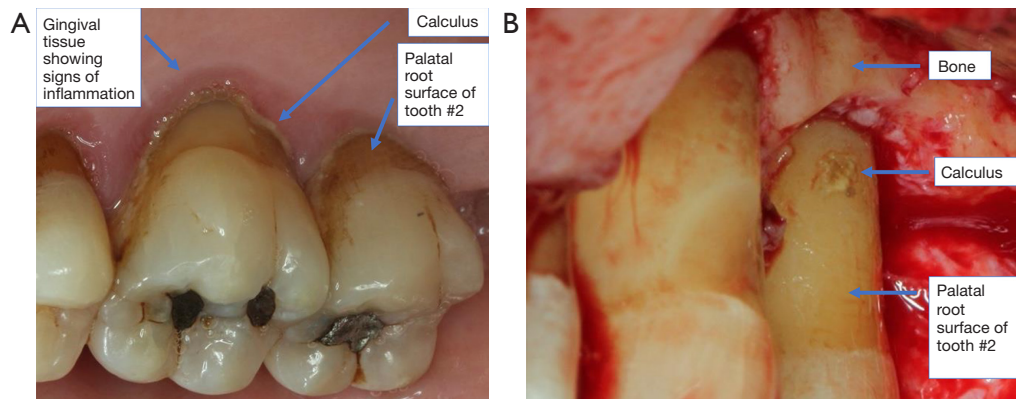 A
Gingival
tissue
showing
signs of
inflammation
Calculus
Palatal
root
surface of
tooth #2
B
Bone
Calculus
Palatal
root
surface of
tooth #2